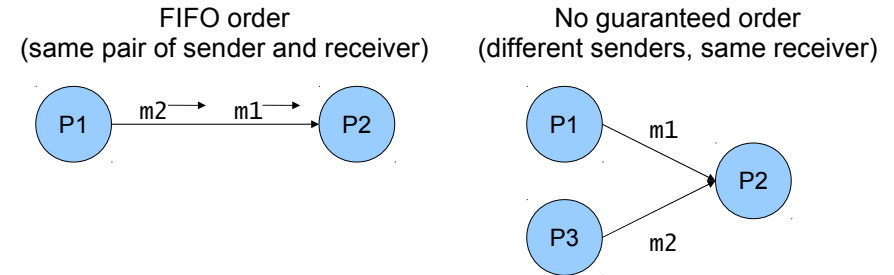 FIFO order
(same pair of sender and receiver)
P1
m2
m1
P2
No guaranteed order
(different senders, same receiver)
P1
m1
P2
P3
m2